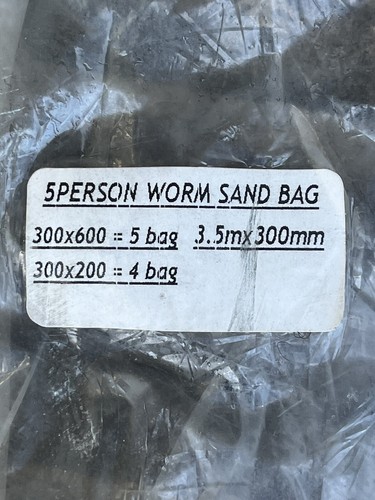 5PERSON WORM SAND BAG
300x600 = 5 bag 3.5mx300mm
300x200 = 4 bag